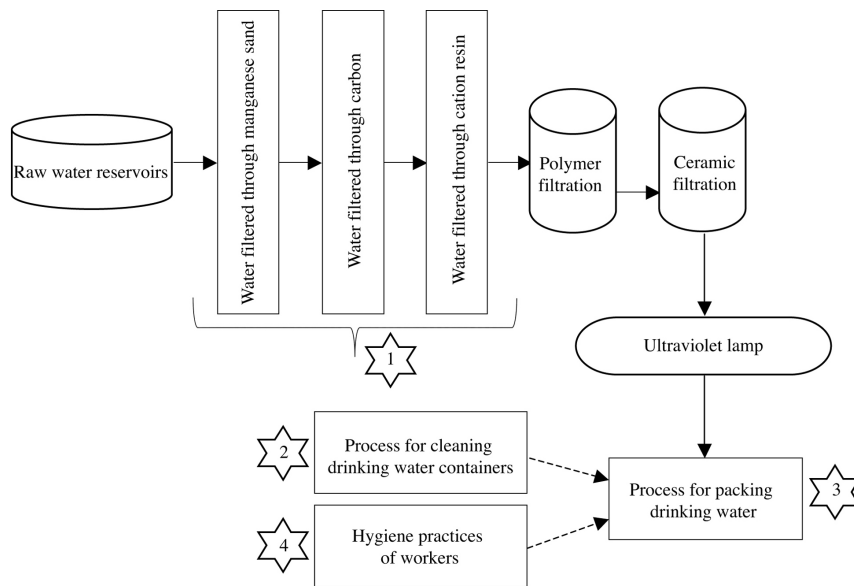 Raw water reservoirs
Water filtered through manganese sand
Water filtered through carbon
Water filtered through cation resin
Polymer
filtration
Ceramic
filtration
1
Ultraviolet lamp
2
Process for cleaning
drinking water containers
Process for packing
drinking water
3
4
Hygiene practices
of workers